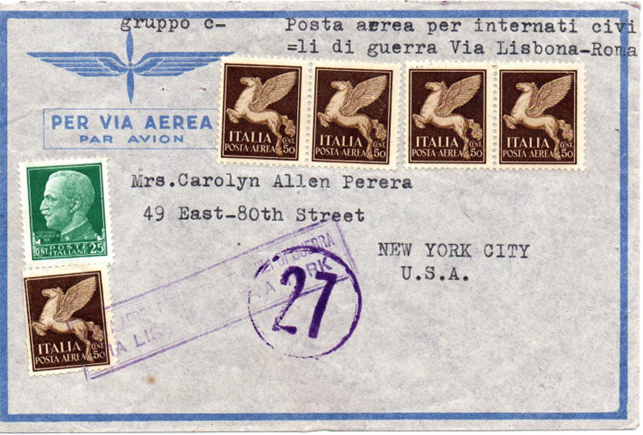 gruppo c- Posta aerea per internati civi
=li di guerra Via Lisbona-Roma
PER VIA AEREA
PAR AVION
ITALIA
POSTA-AEREA CENT. 50
ITALIA
POSTA-AEREA CENT. 50
ITALIA
POSTA-AEREA CENT. 50
ITALIA
POSTA-AEREA CENT. 50
Mrs.Carolyn Allen Perera
49 East-80th Street
NEW YORK CITY
U.S.A.
CENT. POSTE 25
ITALIANE
27
ITALIA
POSTA-AEREA CENT. 50